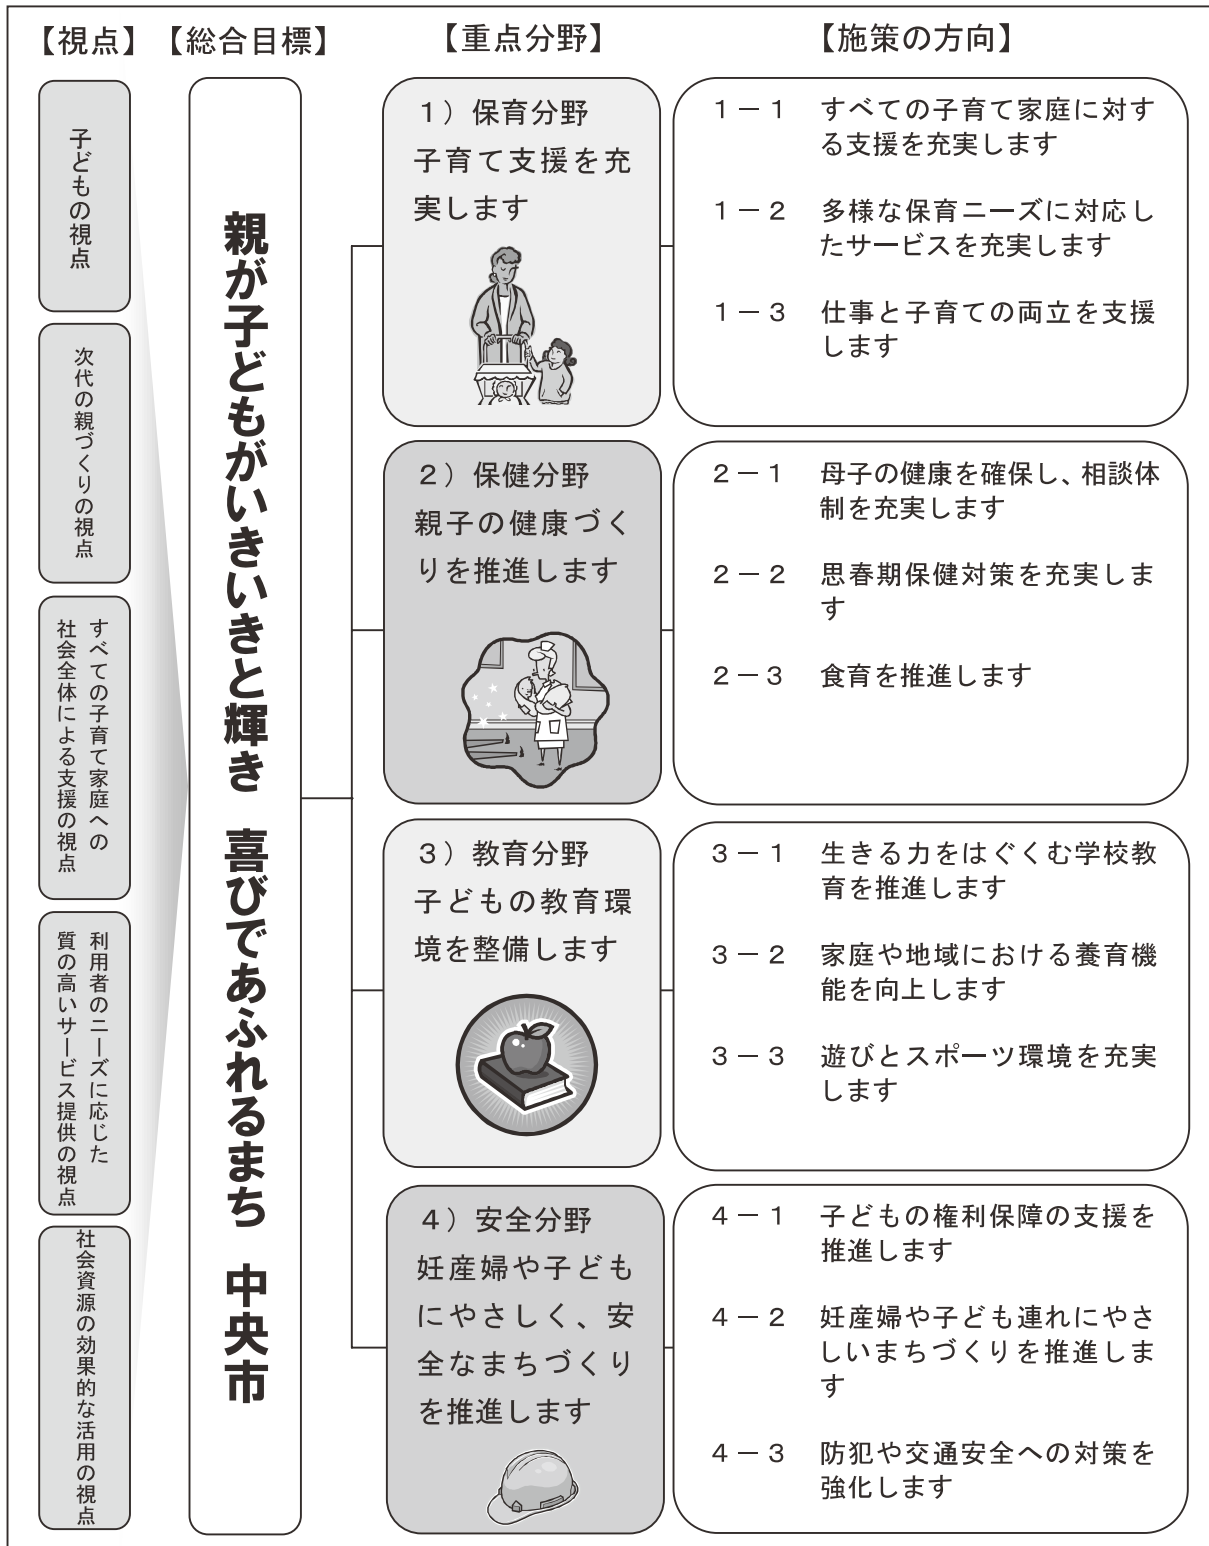 【視点】
【総合目標】
【重点分野】
【施策の方向】
子どもの視点
次代の親づくりの視点
すべての子育て家庭への
社会全体による支援の視点
利用者のニーズに応じた
質の高いサービス提供の視点
社会資源の効果的な活用の視点
親が子どもがいきいきと輝き　喜びであふれるまち　中央市
１）保育分野
子育て支援を充
実します
１－１　すべての子育て家庭に対す
る支援を充実します
１－２　多様な保育ニーズに対応し
たサービスを充実します
１－３　仕事と子育ての両立を支援
します
２）保健分野
親子の健康づく
りを推進します
２－１　母子の健康を確保し、相談体
制を充実します
２－２　思春期保健対策を充実しま
す
２－３　食育を推進します
３）教育分野
子どもの教育環
境を整備します
３－１　生きる力をはぐくむ学校教
育を推進します
３－２　家庭や地域における養育機
能を向上します
３－３　遊びとスポーツ環境を充実
します
４）安全分野
妊産婦や子ども
にやさしく、安
全なまちづくり
を推進します
４－１　子どもの権利保障の支援を
推進します
４－２　妊産婦や子ども連れにやさ
しいまちづくりを推進しま
す
４－３　防犯や交通安全への対策を
強化します